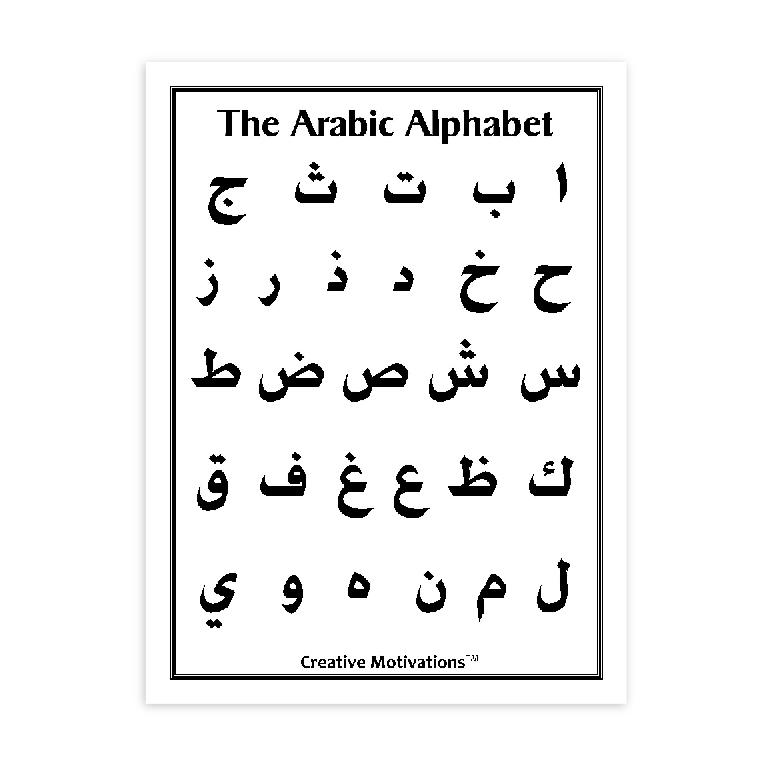 The Arabic Alphabet
ا ب ت ث ج
ح خ د ذ ر ز
س ش ص ض ط
ك ظ ع غ ف ق
ل م ن ه و ي
Creative Motivations™